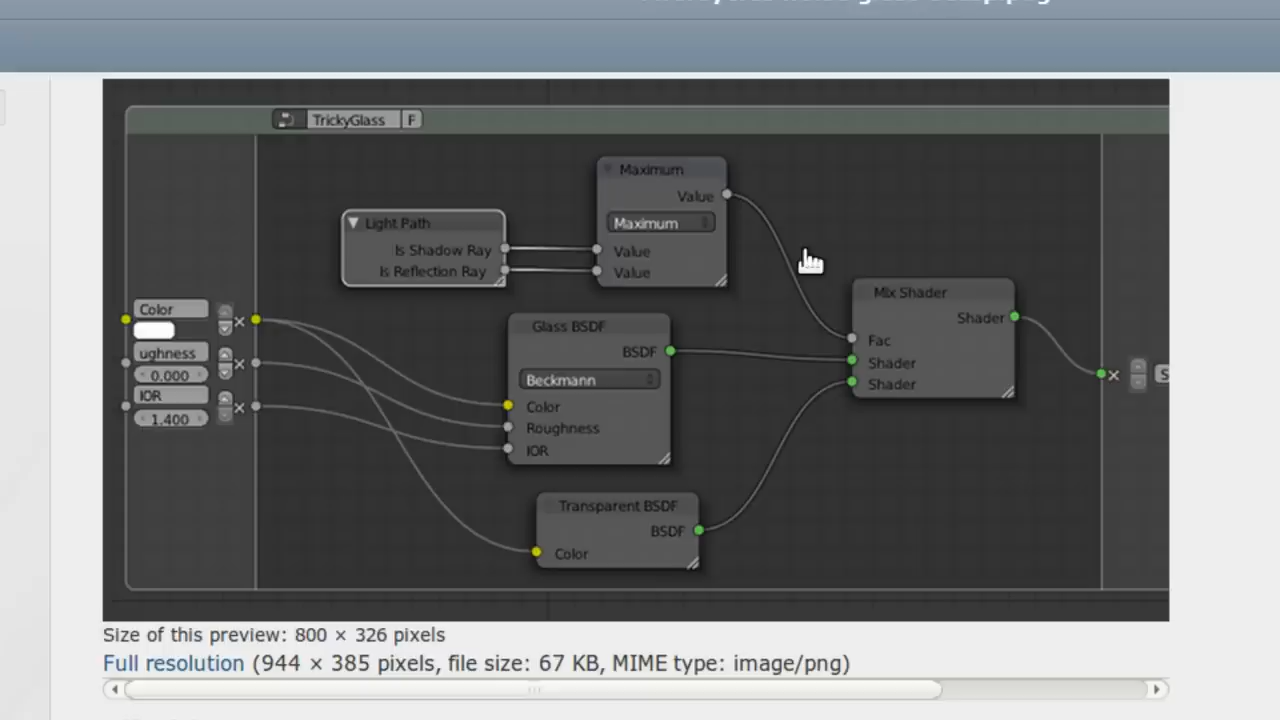 TrickyGlass F
Maximum
Value
Maximum
Value
Value
Light Path
Is Shadow Ray
Is Reflection Ray
Color
ughness
0.000
IOR
1.400
Glass BSDF
BSDF
Beckmann
Color
Roughness
IOR
Mix Shader
Shader
Fac
Shader
Shader
S
Transparent BSDF
BSDF
Color
Size of this preview: 800 × 326 pixels
Full resolution (944 × 385 pixels, file size: 67 KB, MIME type: image/png)